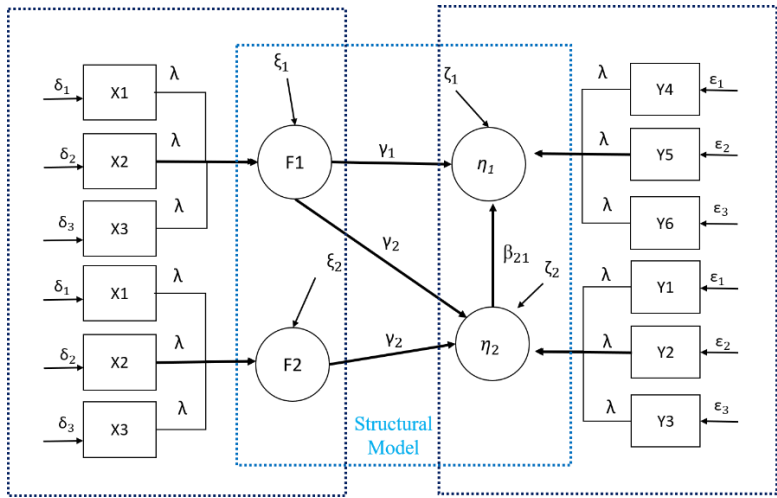 ξ1
ζ1
δ1
X1
λ
λ
Y4
ε1
δ2
X2
λ
F1
γ1
η1
λ
Y5
ε2
δ3
X3
λ
γ2
λ
Y6
ε3
δ1
X1
λ
ξ2
β21
ζ2
λ
Y1
ε1
δ2
X2
λ
F2
γ2
η2
λ
Y2
ε2
δ3
X3
λ
λ
Y3
ε3
Structural
Model